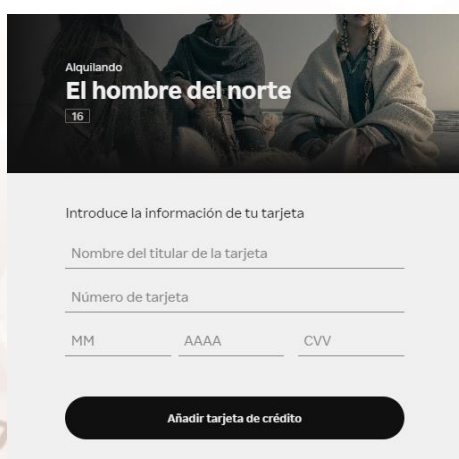 Alquilando
El hombre del norte
16
Introduce la información de tu tarjeta
Nombre del titular de la tarjeta
Número de tarjeta
MM AAAA CVV
Añadir tarjeta de crédito